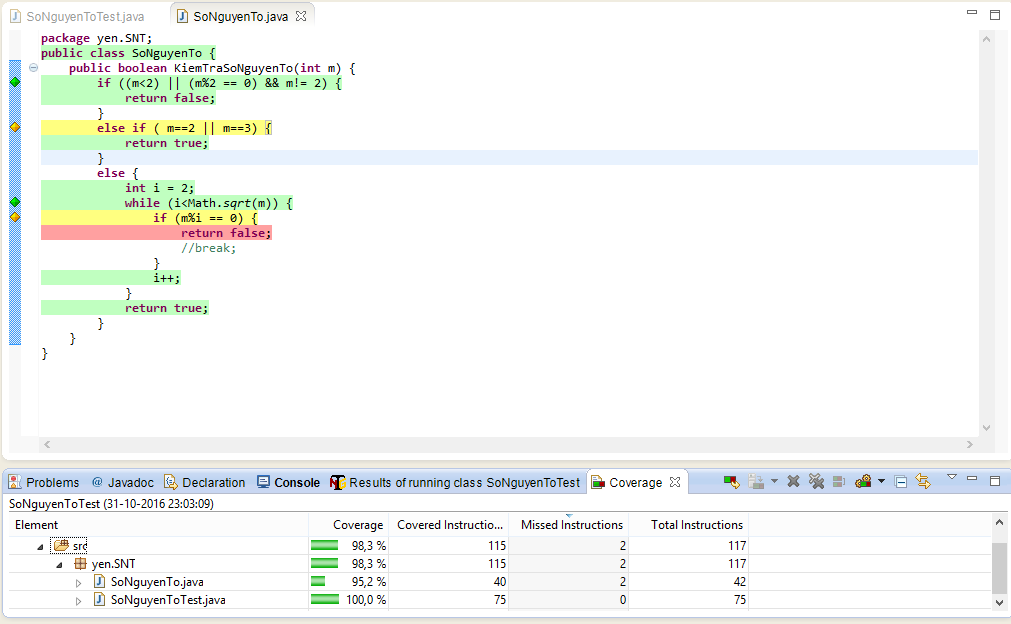 SoNguyenToTest.java SoNguyenTo.java
package yen.SNT;
public class SoNguyenTo {
public boolean KiemTraSoNguyenTo(int m) {
if ((m<2) || (m%2 == 0) && m!= 2) {
return false;
}
else if ( m==2 || m==3) {
return true;
}
else {
int i = 2;
while (i<Math.sqrt(m)) {
if (m%i == 0) {
return false;
//break;
}
i++;
}
return true;
}
}
}
Problems @ Javadoc Declaration Console Results of running class SoNguyenToTest Coverage
SoNguyenToTest (31-10-2016 23:03:09)
Element Coverage Covered Instructio... Missed Instructions Total Instructions
src 98,3 % 115 2 117
yen.SNT 98,3 % 115 2 117
SoNguyenTo.java 95,2 % 40 2 42
SoNguyenToTest.java 100,0 % 75 0 75